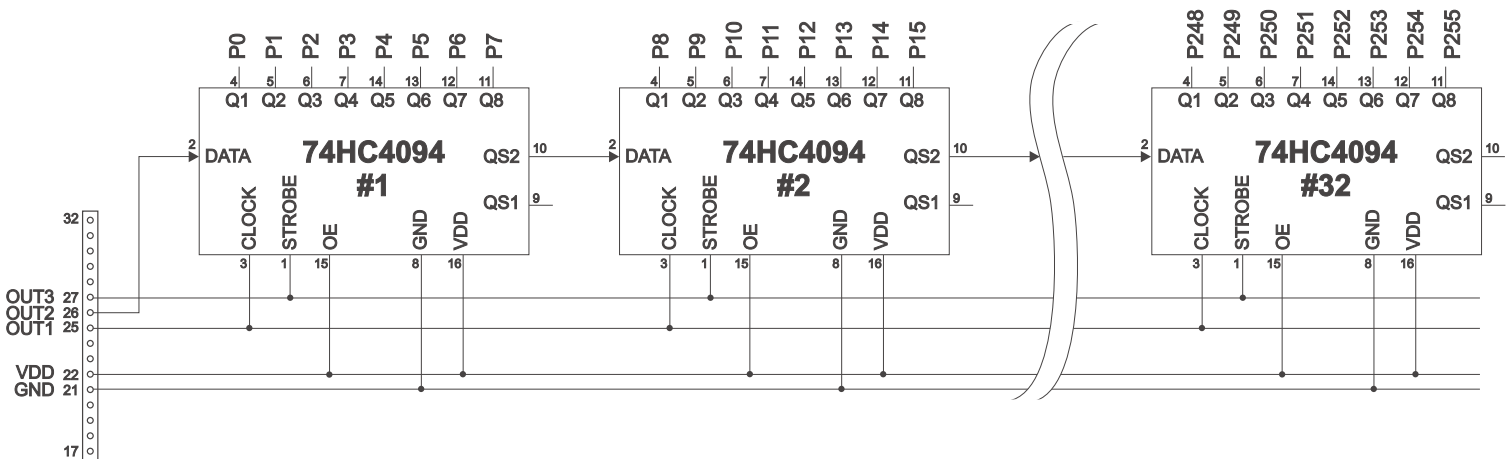 P0 P1 P2 P3 P4 P5 P6 P7
4 5 6 7 14 13 12 11
Q1 Q2 Q3 Q4 Q5 Q6 Q7 Q8
2 DATA 74HC4094 QS2 10
#1
QS1 9
CLOCK STROBE OE GND VDD
3 1 15 8 16
P8 P9 P10 P11 P12 P13 P14 P15
4 5 6 7 14 13 12 11
Q1 Q2 Q3 Q4 Q5 Q6 Q7 Q8
2 DATA 74HC4094 QS2 10
#2
QS1 9
CLOCK STROBE OE GND VDD
3 1 15 8 16
P248 P249 P250 P251 P252 P253 P254 P255
4 5 6 7 14 13 12 11
Q1 Q2 Q3 Q4 Q5 Q6 Q7 Q8
2 DATA 74HC4094 QS2 10
#32
QS1 9
CLOCK STROBE OE GND VDD
3 1 15 8 16
32
OUT3 27
OUT2 26
OUT1 25
VDD 22
GND 21
17